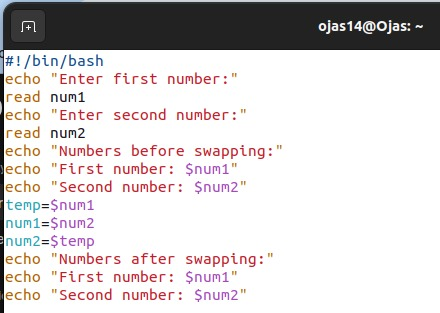 ojas14@Ojas: ~
#!/bin/bash
echo "Enter first number:"
read num1
echo "Enter second number:"
read num2
echo "Numbers before swapping:"
echo "First number: $num1"
echo "Second number: $num2"
temp=$num1
num1=$num2
num2=$temp
echo "Numbers after swapping:"
echo "First number: $num1"
echo "Second number: $num2"